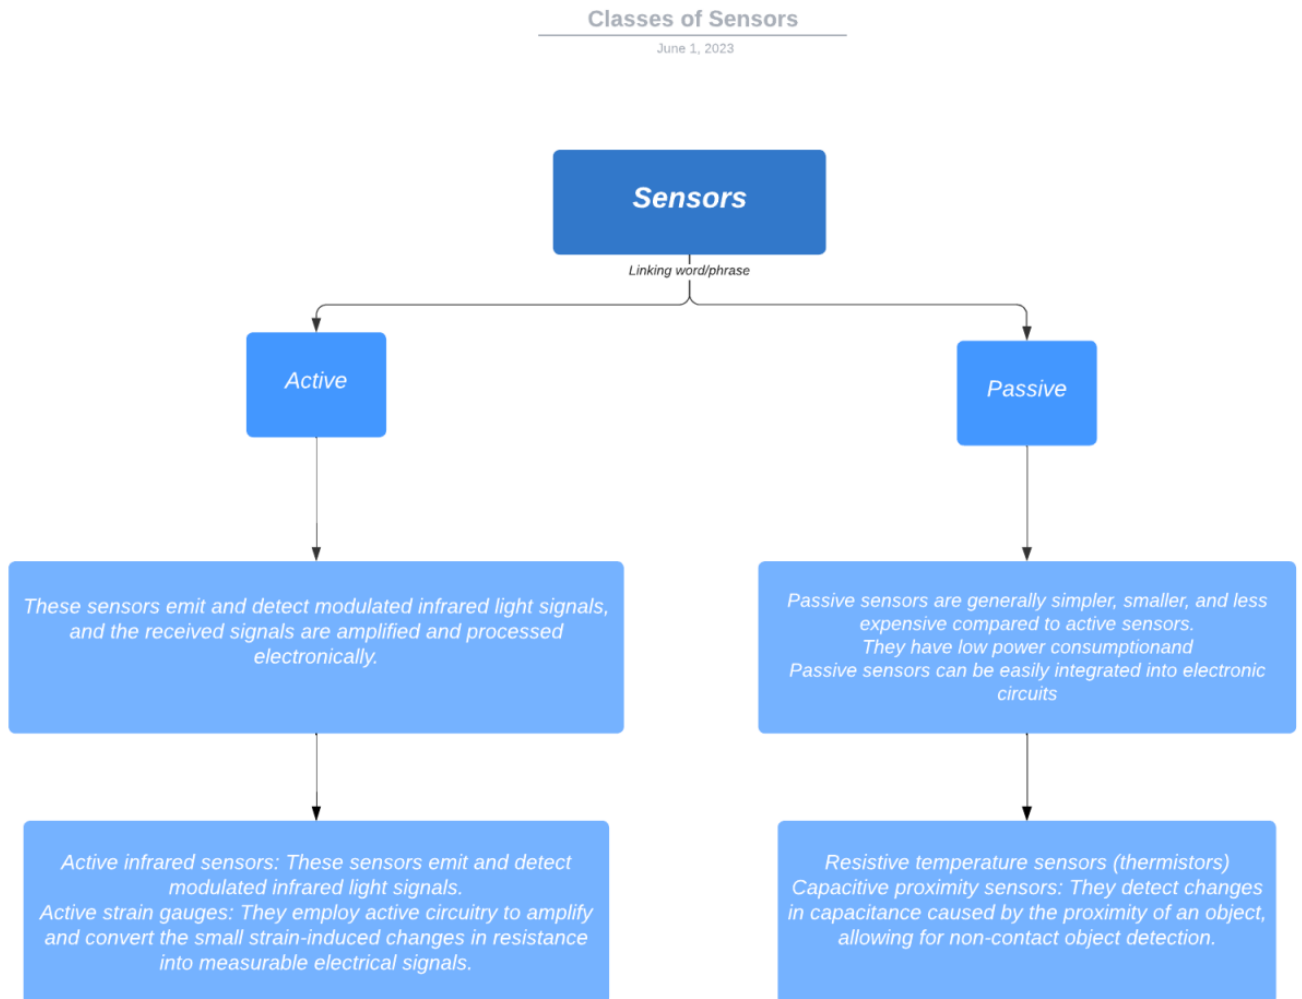 Classes of Sensors
June 1, 2023
Sensors
Linking word/phrase
Active
Passive
These sensors emit and detect modulated infrared light signals,
and the received signals are amplified and processed
electronically.
Passive sensors are generally simpler, smaller, and less
expensive compared to active sensors.
They have low power consumptionand
Passive sensors can be easily integrated into electronic
circuits
Active infrared sensors: These sensors emit and detect
modulated infrared light signals.
Active strain gauges: They employ active circuitry to amplify
and convert the small strain-induced changes in resistance
into measurable electrical signals.
Resistive temperature sensors (thermistors)
Capacitive proximity sensors: They detect changes
in capacitance caused by the proximity of an object,
allowing for non-contact object detection.